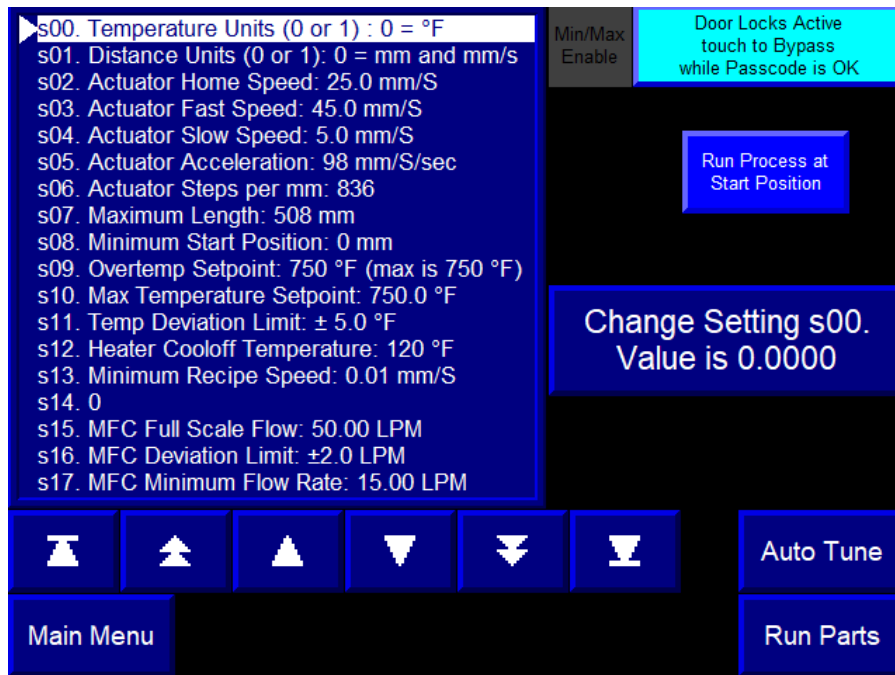 s00. Temperature Units (0 or 1) : 0 = °F
s01. Distance Units (0 or 1): 0 = mm and mm/s
s02. Actuator Home Speed: 25.0 mm/S
s03. Actuator Fast Speed: 45.0 mm/S
s04. Actuator Slow Speed: 5.0 mm/S
s05. Actuator Acceleration: 98 mm/S/sec
s06. Actuator Steps per mm: 836
s07. Maximum Length: 508 mm
s08. Minimum Start Position: 0 mm
s09. Overtemp Setpoint: 750 °F (max is 750 °F)
s10. Max Temperature Setpoint: 750.0 °F
s11. Temp Deviation Limit: ± 5.0 °F
s12. Heater Cooloff Temperature: 120 °F
s13. Minimum Recipe Speed: 0.01 mm/S
s14. 0
s15. MFC Full Scale Flow: 50.00 LPM
s16. MFC Deviation Limit: ±2.0 LPM
s17. MFC Minimum Flow Rate: 15.00 LPM
Min/Max
Enable
Door Locks Active
touch to Bypass
while Passcode is OK
Run Process at
Start Position
Change Setting s00.
Value is 0.0000
Auto Tune
Main Menu
Run Parts